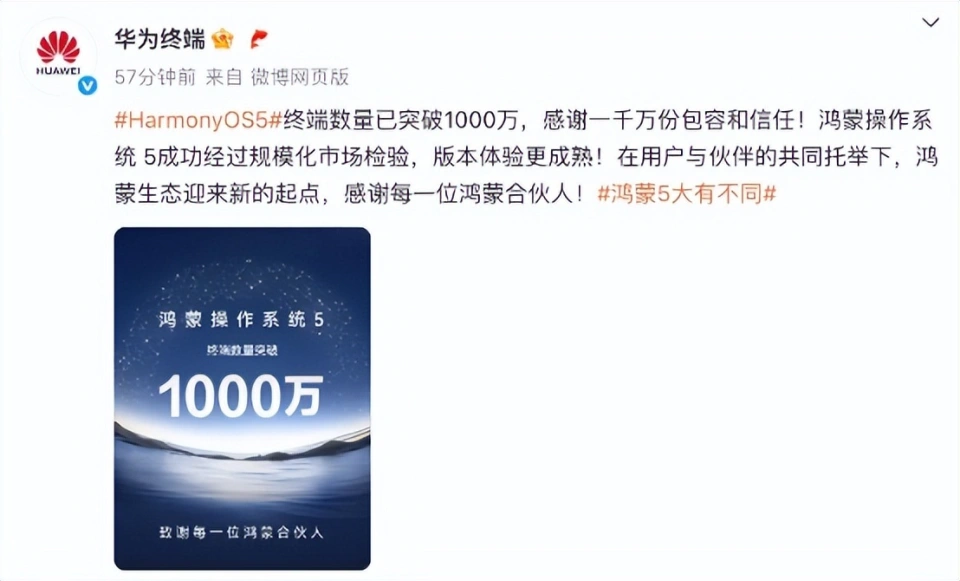 华为终端
HUAWEI
57分钟前 来自 微博网页版
#HarmonyOS5#终端数量已突破1000万，感谢一千万份包容和信任！鸿蒙操作系
统 5成功经过规模化市场检验，版本体验更成熟！在用户与伙伴的共同托举下，鸿
蒙生态迎来新的起点，感谢每一位鸿蒙合伙人！#鸿蒙5大有不同#
鸿蒙操作系统5
终端数量突破
1000万
致谢每一位鸿蒙合伙人